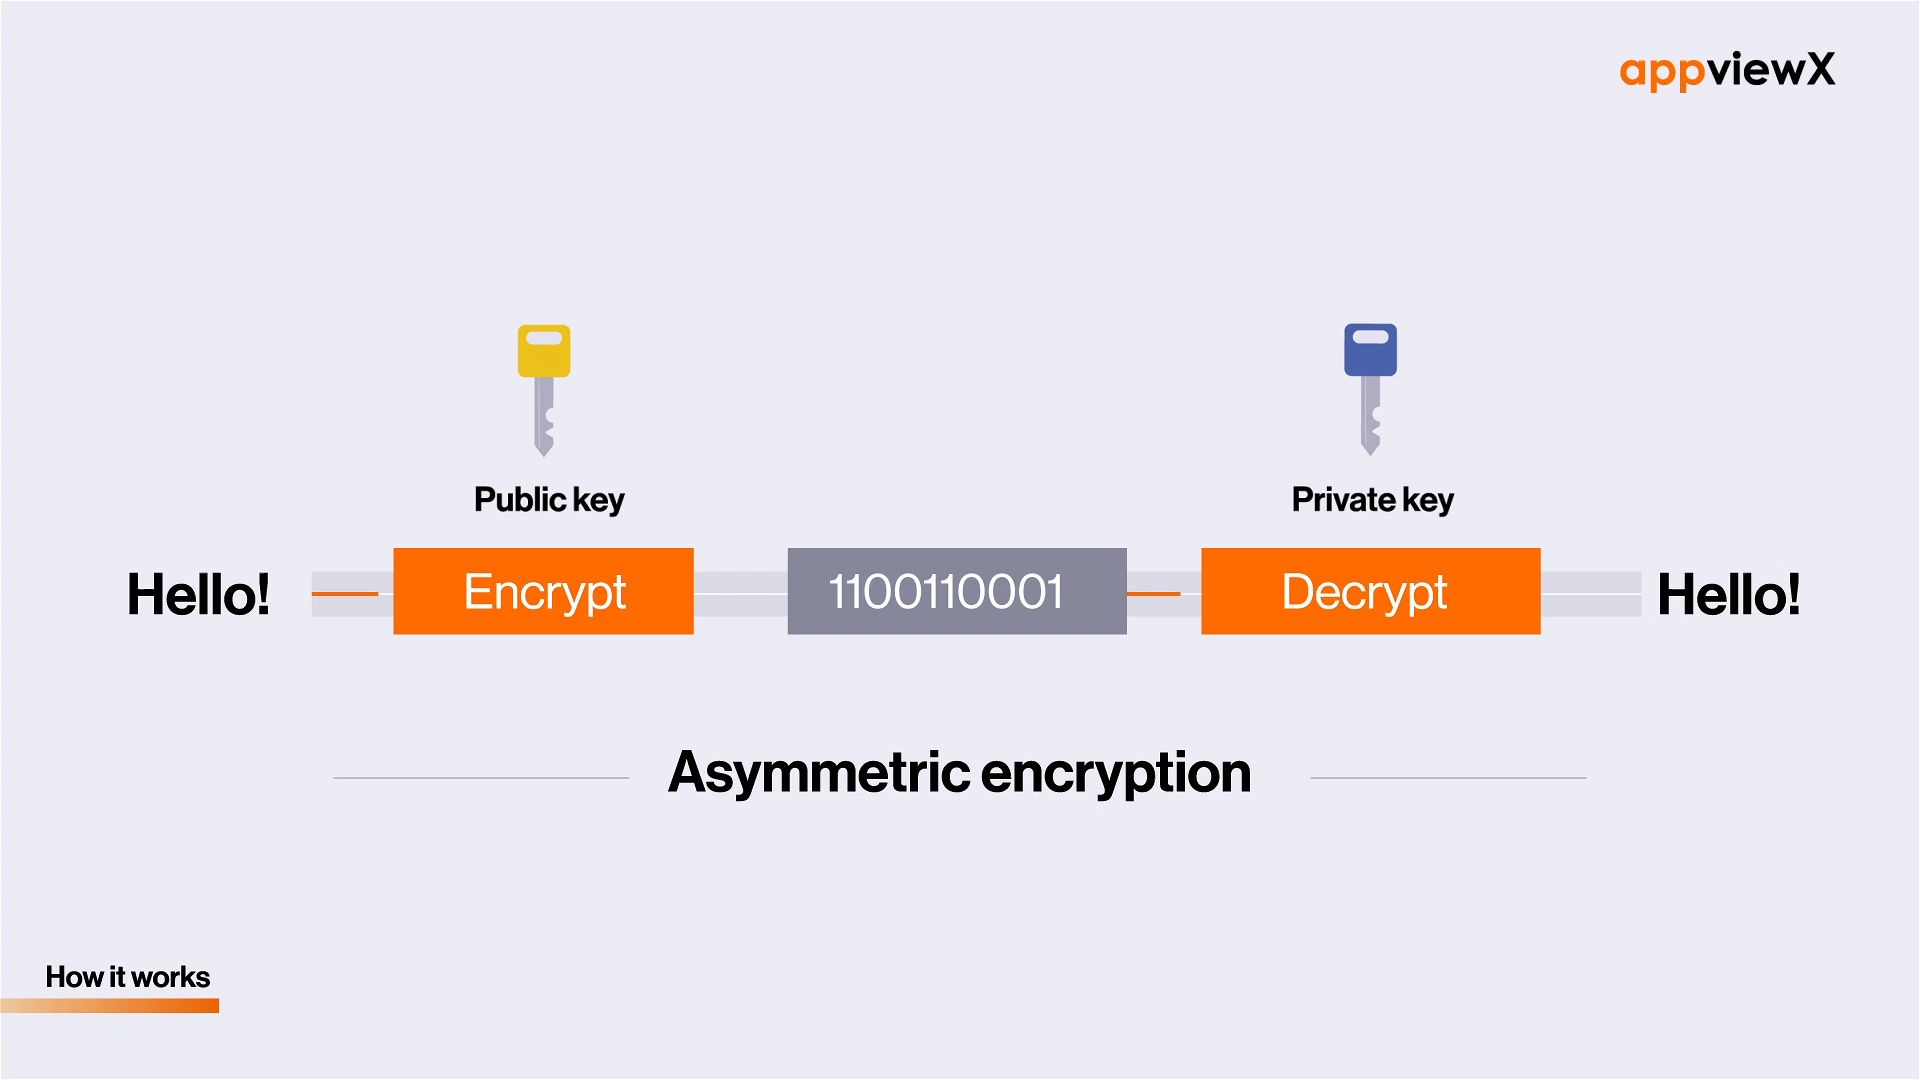 appviewX
Public key
Private key
Hello!
Encrypt
1100110001
Decrypt
Hello!
Asymmetric encryption
How it works